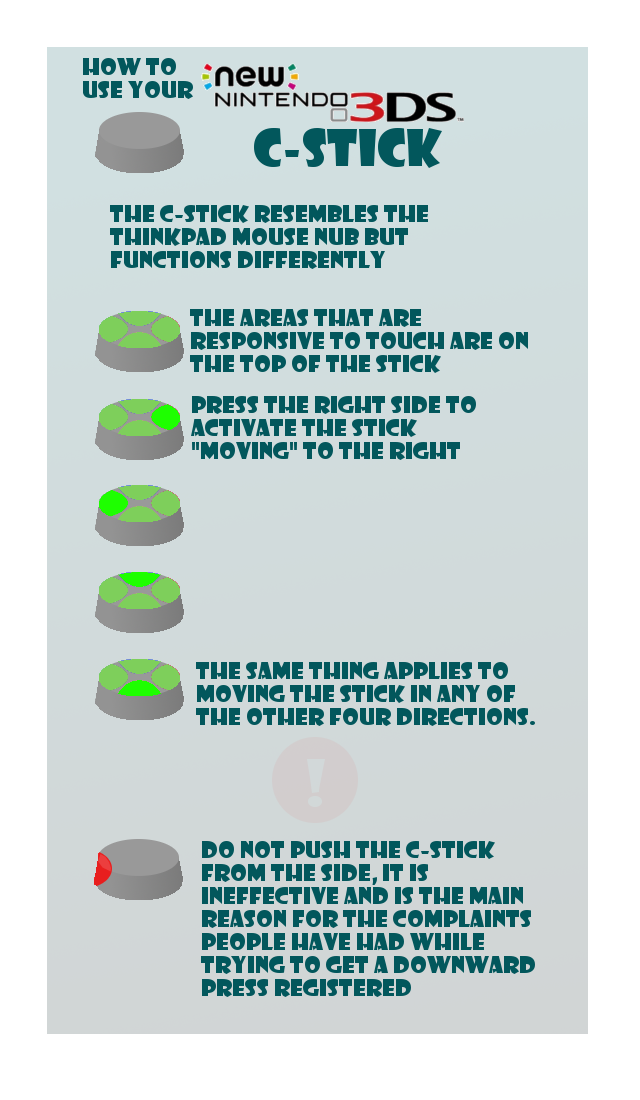 HOW TO
USE YOUR
new
NINTENDO 3DS™
C-STICK
THE C-STICK RESEMBLES THE
THINKPAD MOUSE NUB BUT
FUNCTIONS DIFFERENTLY
THE AREAS THAT ARE
RESPONSIVE TO TOUCH ARE ON
THE TOP OF THE STICK
PRESS THE RIGHT SIDE TO
ACTIVATE THE STICK
"MOVING" TO THE RIGHT
THE SAME THING APPLIES TO
MOVING THE STICK IN ANY OF
THE OTHER FOUR DIRECTIONS.
!
DO NOT PUSH THE C-STICK
FROM THE SIDE, IT IS
INEFFECTIVE AND IS THE MAIN
REASON FOR THE COMPLAINTS
PEOPLE HAVE HAD WHILE
TRYING TO GET A DOWNWARD
PRESS REGISTERED